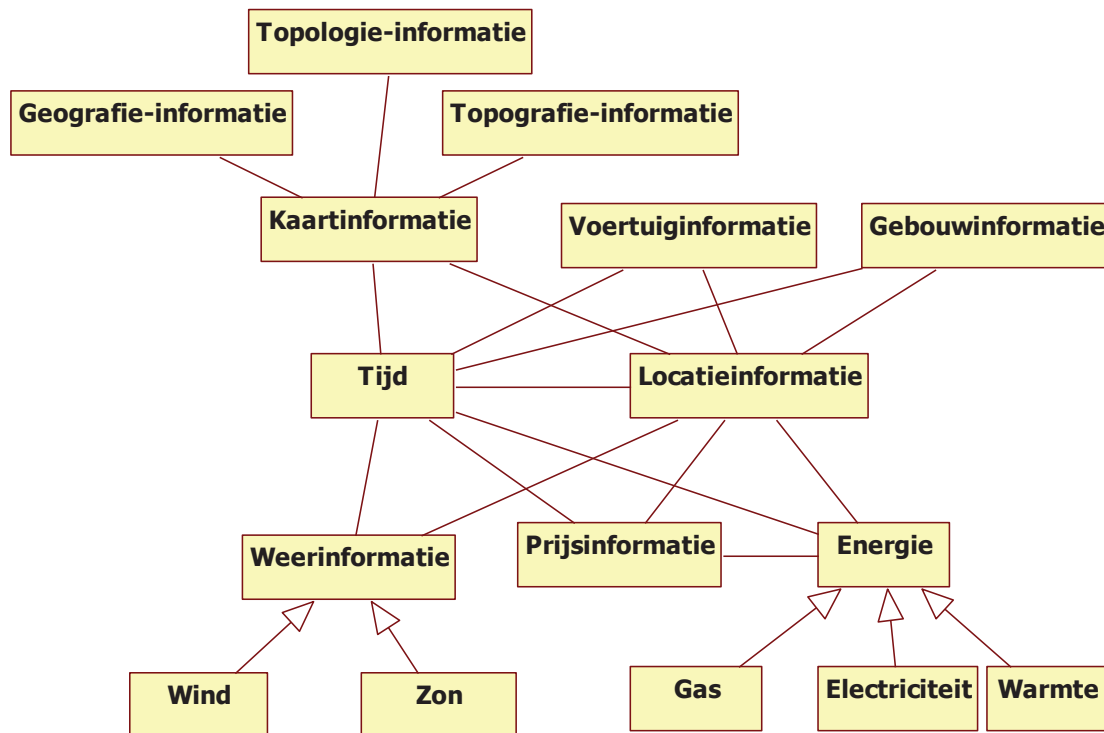 Topologie-informatie
Geografie-informatie
Topografie-informatie
Kaartinformatie
Voertuiginformatie
Gebouwinformatie
Tijd
Locatieinformatie
Weerinformatie
Prijsinformatie
Energie
Wind
Zon
Gas
Electriciteit
Warmte